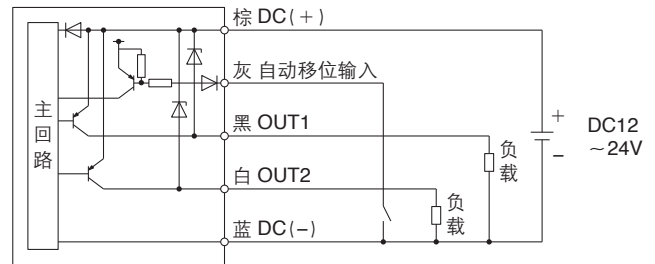 棕 DC(+)
灰 自动移位输入
主回路
黑 OUT1
+
DC12
～24V
−
负载
白 OUT2
负载
蓝 DC(−)